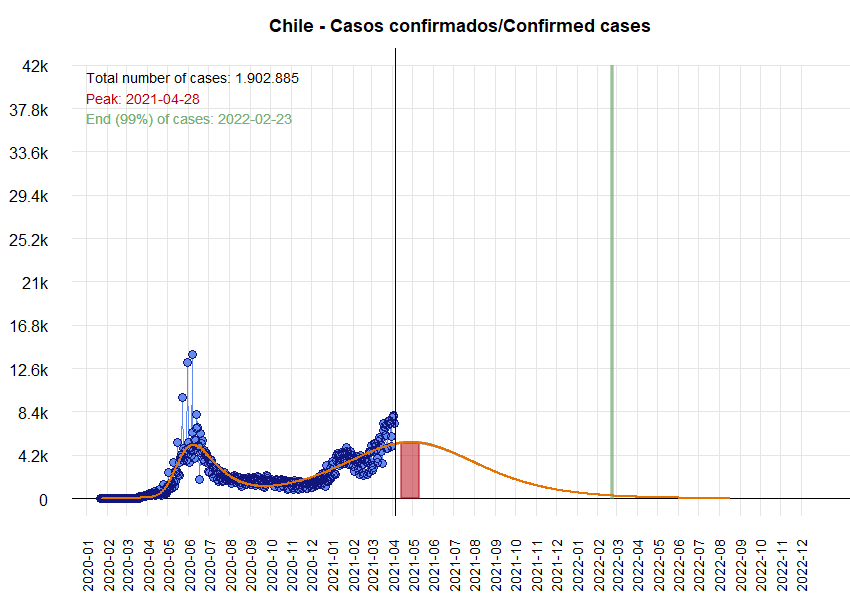 Chile - Casos confirmados/Confirmed cases
Total number of cases: 1.902.885
Peak: 2021-04-28
End (99%) of cases: 2022-02-23
42k
37.8k
33.6k
29.4k
25.2k
21k
16.8k
12.6k
8.4k
4.2k
0
2020-01
2020-02
2020-03
2020-04
2020-05
2020-06
2020-07
2020-08
2020-09
2020-10
2020-11
2020-12
2021-01
2021-02
2021-03
2021-04
2021-05
2021-06
2021-07
2021-08
2021-09
2021-10
2021-11
2021-12
2022-01
2022-02
2022-03
2022-04
2022-05
2022-06
2022-07
2022-08
2022-09
2022-10
2022-11
2022-12